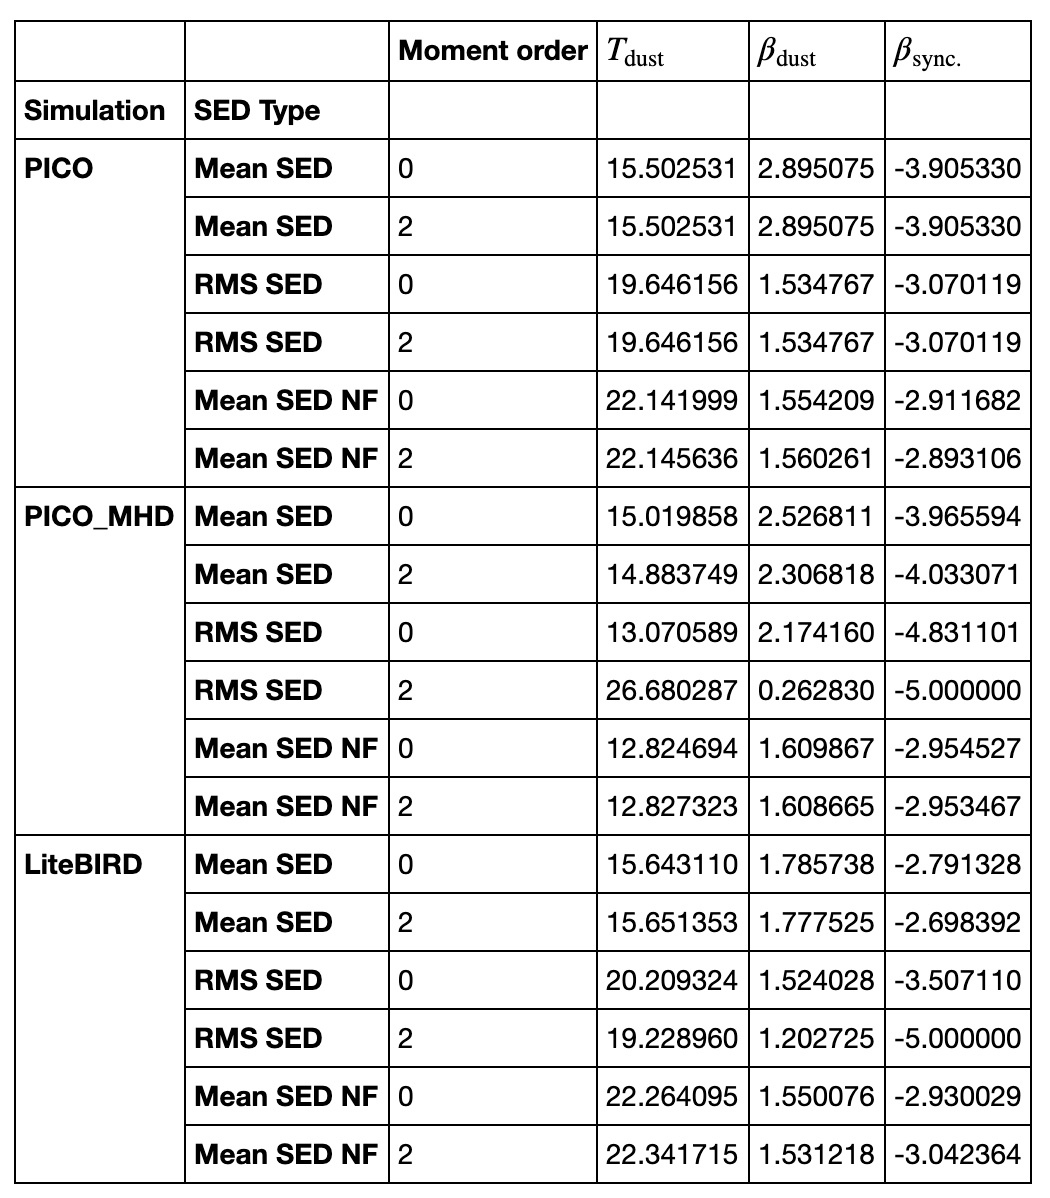 Moment order T_dust β_dust β_sync.
Simulation SED Type
PICO Mean SED 0 15.502531 2.895075 -3.905330
Mean SED 2 15.502531 2.895075 -3.905330
RMS SED 0 19.646156 1.534767 -3.070119
RMS SED 2 19.646156 1.534767 -3.070119
Mean SED NF 0 22.141999 1.554209 -2.911682
Mean SED NF 2 22.145636 1.560261 -2.893106
PICO_MHD Mean SED 0 15.019858 2.526811 -3.965594
Mean SED 2 14.883749 2.306818 -4.033071
RMS SED 0 13.070589 2.174160 -4.831101
RMS SED 2 26.680287 0.262830 -5.000000
Mean SED NF 0 12.824694 1.609867 -2.954527
Mean SED NF 2 12.827323 1.608665 -2.953467
LiteBIRD Mean SED 0 15.643110 1.785738 -2.791328
Mean SED 2 15.651353 1.777525 -2.698392
RMS SED 0 20.209324 1.524028 -3.507110
RMS SED 2 19.228960 1.202725 -5.000000
Mean SED NF 0 22.264095 1.550076 -2.930029
Mean SED NF 2 22.341715 1.531218 -3.042364